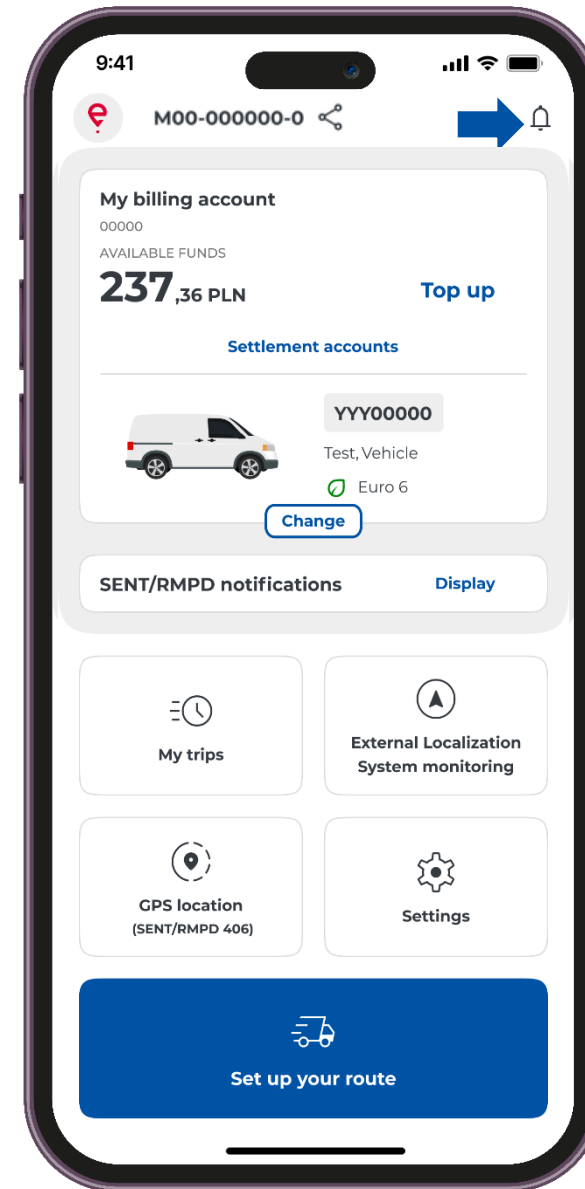 9:41
M00-000000-0
My billing account
00000
AVAILABLE FUNDS
237,36 PLN
Top up
Settlement accounts
YYY00000
Test, Vehicle
Euro 6
Change
SENT/RMPD notifications
Display
My trips
External Localization
System monitoring
GPS location
(SENT/RMPD 406)
Settings
Set up your route